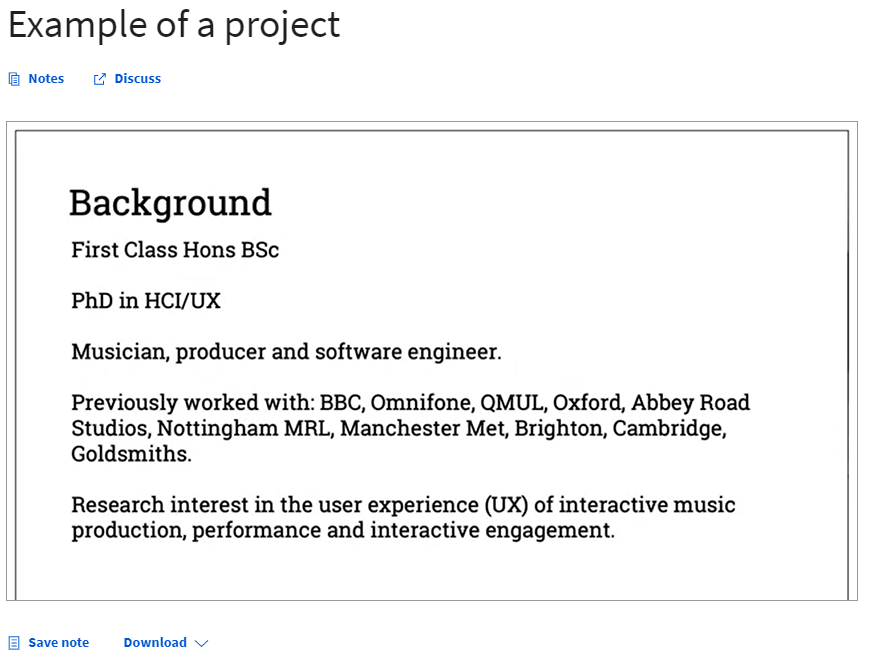 Example of a project
Notes
Discuss
Background
First Class Hons BSc
PhD in HCI/UX
Musician, producer and software engineer.
Previously worked with: BBC, Omnifone, QMUL, Oxford, Abbey Road
Studios, Nottingham MRL, Manchester Met, Brighton, Cambridge,
Goldsmiths.
Research interest in the user experience (UX) of interactive music
production, performance and interactive engagement.
Save note
Download